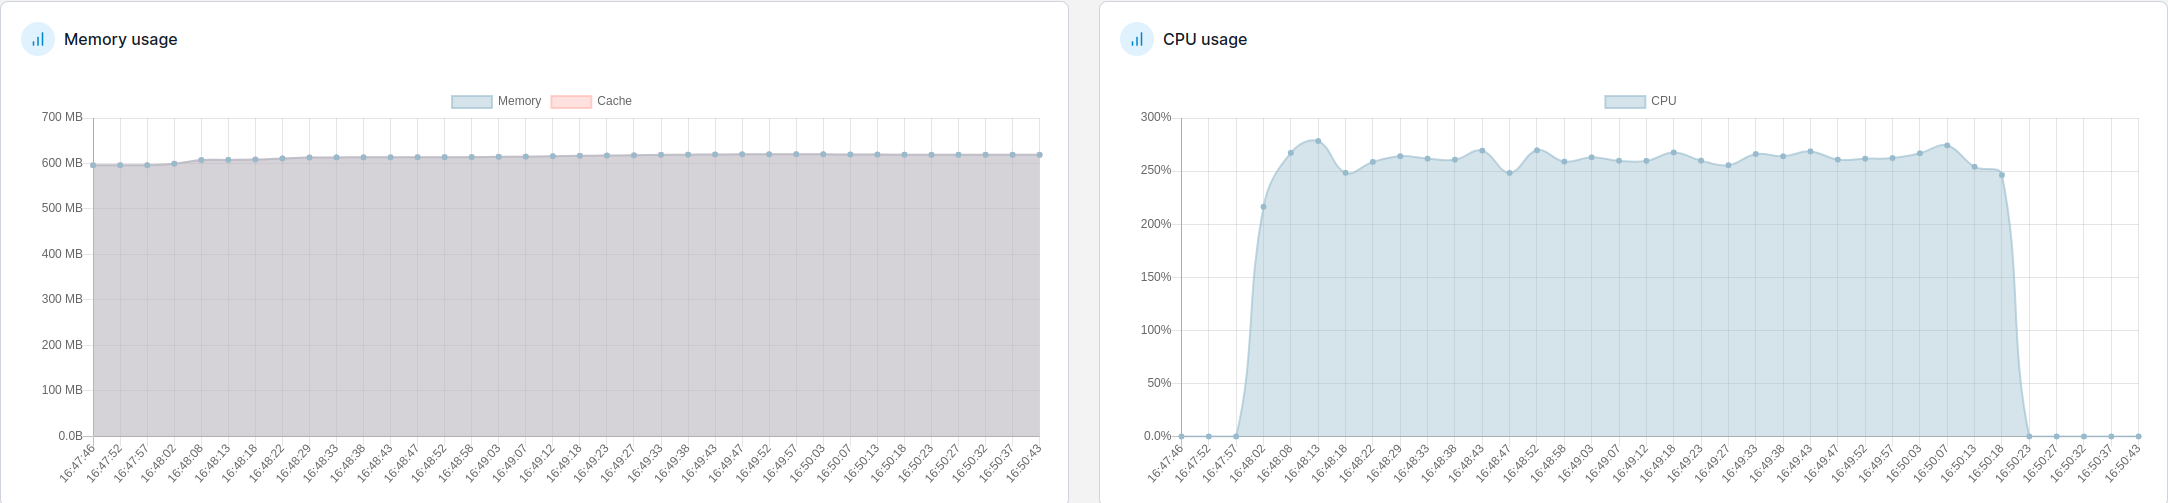 Memory usage
Memory Cache
700 MB
600 MB
500 MB
400 MB
300 MB
200 MB
100 MB
0.0B
16:47:46 16:47:52 16:47:57 16:48:02 16:48:08 16:48:13 16:48:18 16:48:22 16:48:29 16:48:33 16:48:38 16:48:43 16:48:47 16:48:52 16:48:58 16:49:03 16:49:07 16:49:12 16:49:18 16:49:23 16:49:27 16:49:33 16:49:38 16:49:43 16:49:47 16:49:52 16:49:57 16:50:03 16:50:07 16:50:13 16:50:18 16:50:23 16:50:27 16:50:32 16:50:37 16:50:43
CPU usage
CPU
300%
250%
200%
150%
100%
50%
0.0%
16:47:46 16:47:52 16:47:57 16:48:02 16:48:08 16:48:13 16:48:18 16:48:22 16:48:29 16:48:33 16:48:38 16:48:43 16:48:47 16:48:52 16:48:58 16:49:03 16:49:07 16:49:12 16:49:18 16:49:23 16:49:27 16:49:33 16:49:38 16:49:43 16:49:47 16:49:52 16:49:57 16:50:03 16:50:07 16:50:13 16:50:18 16:50:23 16:50:27 16:50:32 16:50:37 16:50:43